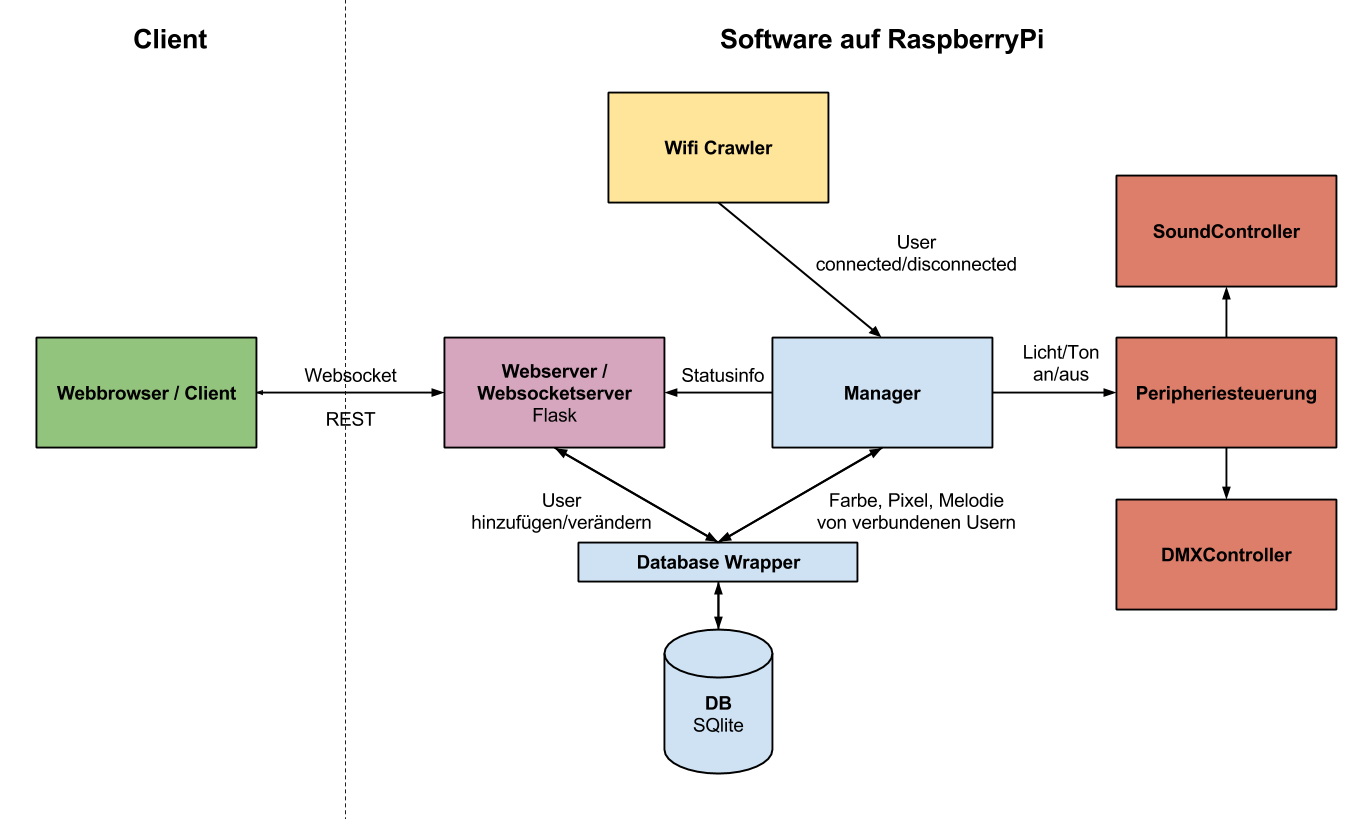 Client
Software auf RaspberryPi
Wifi Crawler
User
connected/disconnected
SoundController
Webbrowser / Client
Websocket
REST
Webserver /
Websocketserver
Flask
Statusinfo
Manager
Licht/Ton
an/aus
Peripheriesteuerung
User
hinzufügen/verändern
Farbe, Pixel, Melodie
von verbundenen Usern
Database Wrapper
DMXController
DB
SQlite